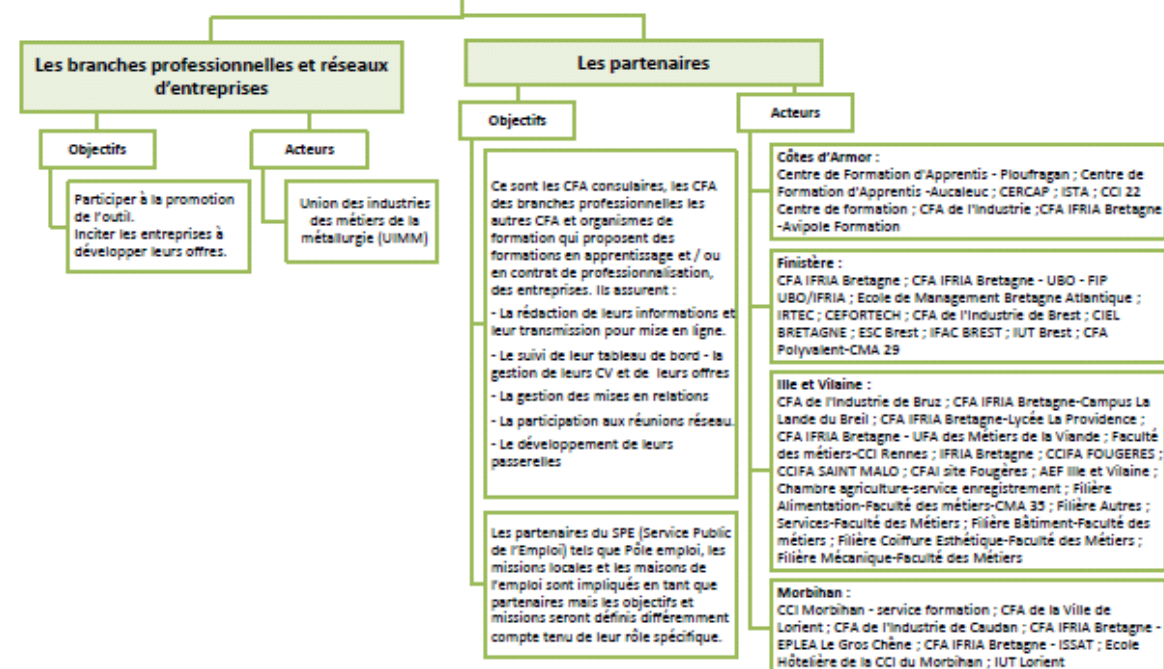 Les branches professionnelles et réseaux
d'entreprises
Objectifs
Participer à la promotion
de l'outil.
Inciter les entreprises à
développer leurs offres.
Acteurs
Union des industries
des métiers de la
métallurgie (UIMM)
Les partenaires
Objectifs
Ce sont les CFA consulaires, les CFA
des branches professionnelles les
autres CFA et organismes de
formation qui proposent des
formations en apprentissage et / ou
en contrat de professionnalisation,
des entreprises. Ils assurent :
- La rédaction de leurs informations et
leur transmission pour mise en ligne.
- Le suivi de leur tableau de bord - la
gestion de leurs CV et de leurs offres
- La gestion des mises en relations
- La participation aux réunions réseau.
- Le développement de leurs
passerelles
Les partenaires du SPE (Service Public
de l'Emploi) tels que Pôle emploi, les
missions locales et les maisons de
l'emploi sont impliqués en tant que
partenaires mais les objectifs et
missions seront définis différemment
compte tenu de leur rôle spécifique.
Acteurs
Côtes d'Armor :
Centre de Formation d'Apprentis - Ploufragan ; Centre de
Formation d'Apprentis -Aucaleuc ; CERCAP ; ISTA ; CCI 22
Centre de formation ; CFA de l'Industrie ;CFA IFRIA Bretagne
-Avipole Formation
Finistère :
CFA IFRIA Bretagne ; CFA IFRIA Bretagne - UBO - FIP
UBO/IFRIA ; Ecole de Management Bretagne Atlantique ;
IRTEC ; CEFORTECH ; CFA de l'Industrie de Brest ; CIEL
BRETAGNE ; ESC Brest ; IFAC BREST ; IUT Brest ; CFA
Polyvalent-CMA 29
Ille et Vilaine :
CFA de l'Industrie de Bruz ; CFA IFRIA Bretagne-Campus La
Lande du Breil ; CFA IFRIA Bretagne-Lycée La Providence ;
CFA IFRIA Bretagne - UFA des Métiers de la Viande ; Faculté
des métiers-CCI Rennes ; IFRIA Bretagne ; CCIFA FOUGERES ;
CCIFA SAINT MALO ; CFAI site Fougères ; AEF Ille et Vilaine ;
Chambre agriculture-service enregistrement ; Filière
Alimentation-Faculté des métiers-CMA 35 ; Filière Autres ;
Services-Faculté des Métiers ; Filière Bâtiment-Faculté des
métiers ; Filière Coiffure Esthétique-Faculté des Métiers ;
Filière Mécanique-Faculté des Métiers
Morbihan :
CCI Morbihan - service formation ; CFA de la Ville de
Lorient ; CFA de l'Industrie de Caudan ; CFA IFRIA Bretagne -
EPLEA Le Gros Chêne ; CFA IFRIA Bretagne - ISSAT ; Ecole
Hôtelière de la CCI du Morbihan ; IUT Lorient